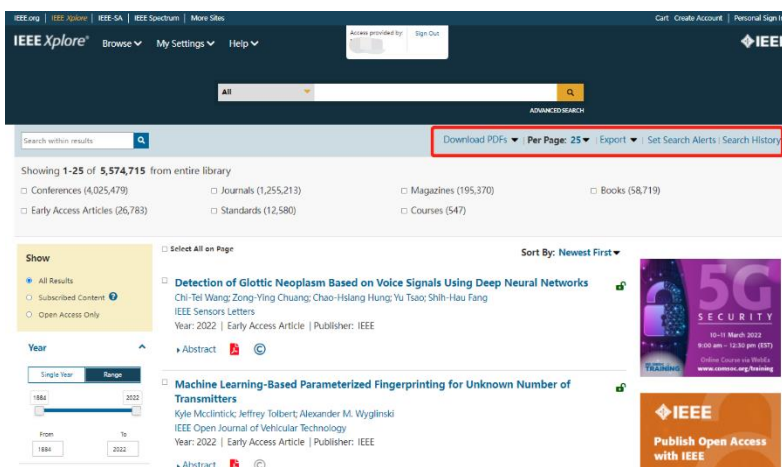 IEEE.org | IEEE Xplore | IEEE-SA | IEEE Spectrum | More Sites
Cart Create Account | Personal Sign In
IEEE Xplore®
Browse
My Settings
Help
Access provided by
Sign Out
IEEE
All
ADVANCED SEARCH
Search within results
Download PDFs | Per Page: 25 | Export | Set Search Alerts | Search History
Showing 1-25 of 5,574,715 from entire library
Conferences (4,025,479)
Journals (1,255,213)
Magazines (195,370)
Books (58,719)
Early Access Articles (26,783)
Standards (12,580)
Courses (547)
Show
All Results
Subscribed Content
Open Access Only
Year
Single Year
Range
1884
2022
From
To
1884
2022
Select All on Page
Sort By: Newest First
Detection of Glottic Neoplasm Based on Voice Signals Using Deep Neural Networks
Chi-Tel Wang; Zong-Ying Chuang; Chao-Hslang Hung; Yu Tsao; Shih-Hau Fang
IEEE Sensors Letters
Year: 2022 | Early Access Article | Publisher: IEEE
Abstract
©
Machine Learning-Based Parameterized Fingerprinting for Unknown Number of
Transmitters
Kyle Mcclintick; Jeffrey Tolbert; Alexander M. Wyglinski
IEEE Open Journal of Vehicular Technology
Year: 2022 | Early Access Article | Publisher: IEEE
Abstract
©
5G
SECURITY
10-11 March 2022
9:00 am - 12:30 pm (EST)
Online Course via WebEx
www.comsoc.org/training
TRAINING
IEEE
Publish Open Access
with IEEE